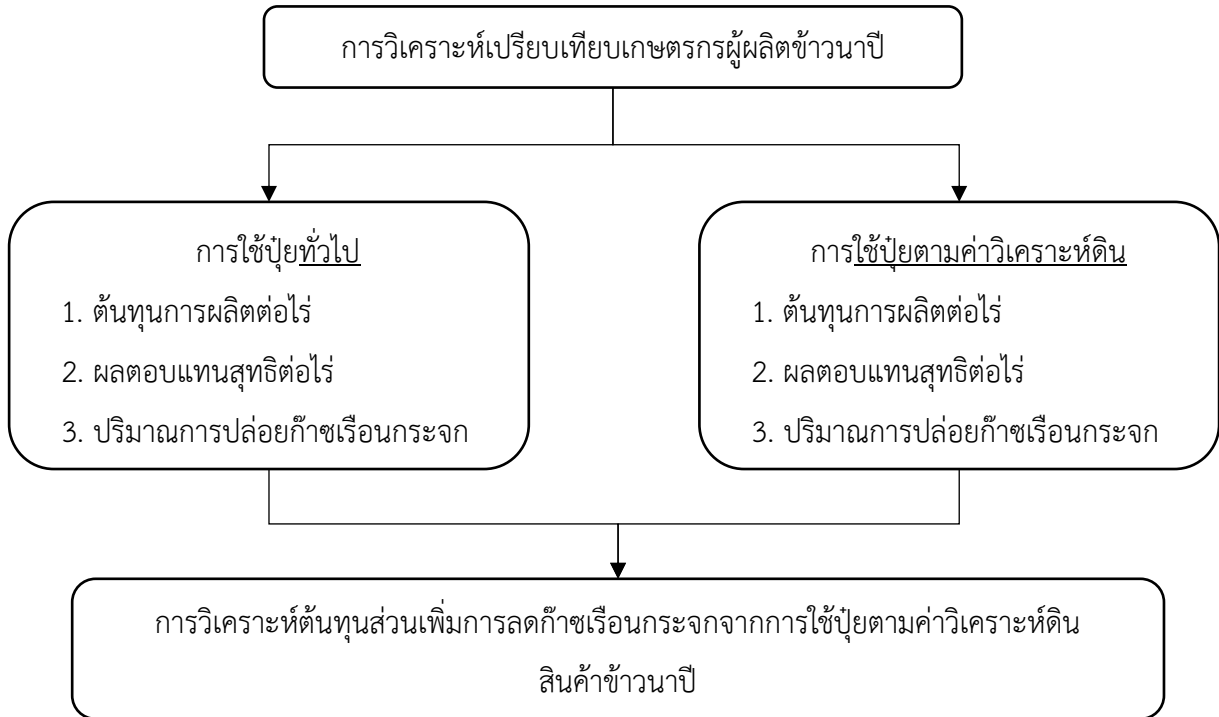 การวิเคราะห์เปรียบเทียบเกษตรกรผู้ผลิตข้าวนาปี
การใช้ปุ๋ยทั่วไป
1. ต้นทุนการผลิตต่อไร่
2. ผลตอบแทนสุทธิต่อไร่
3. ปริมาณการปล่อยก๊าซเรือนกระจก
การใช้ปุ๋ยตามค่าวิเคราะห์ดิน
1. ต้นทุนการผลิตต่อไร่
2. ผลตอบแทนสุทธิต่อไร่
3. ปริมาณการปล่อยก๊าซเรือนกระจก
การวิเคราะห์ต้นทุนส่วนเพิ่มการลดก๊าซเรือนกระจกจากการใช้ปุ๋ยตามค่าวิเคราะห์ดิน
สินค้าข้าวนาปี